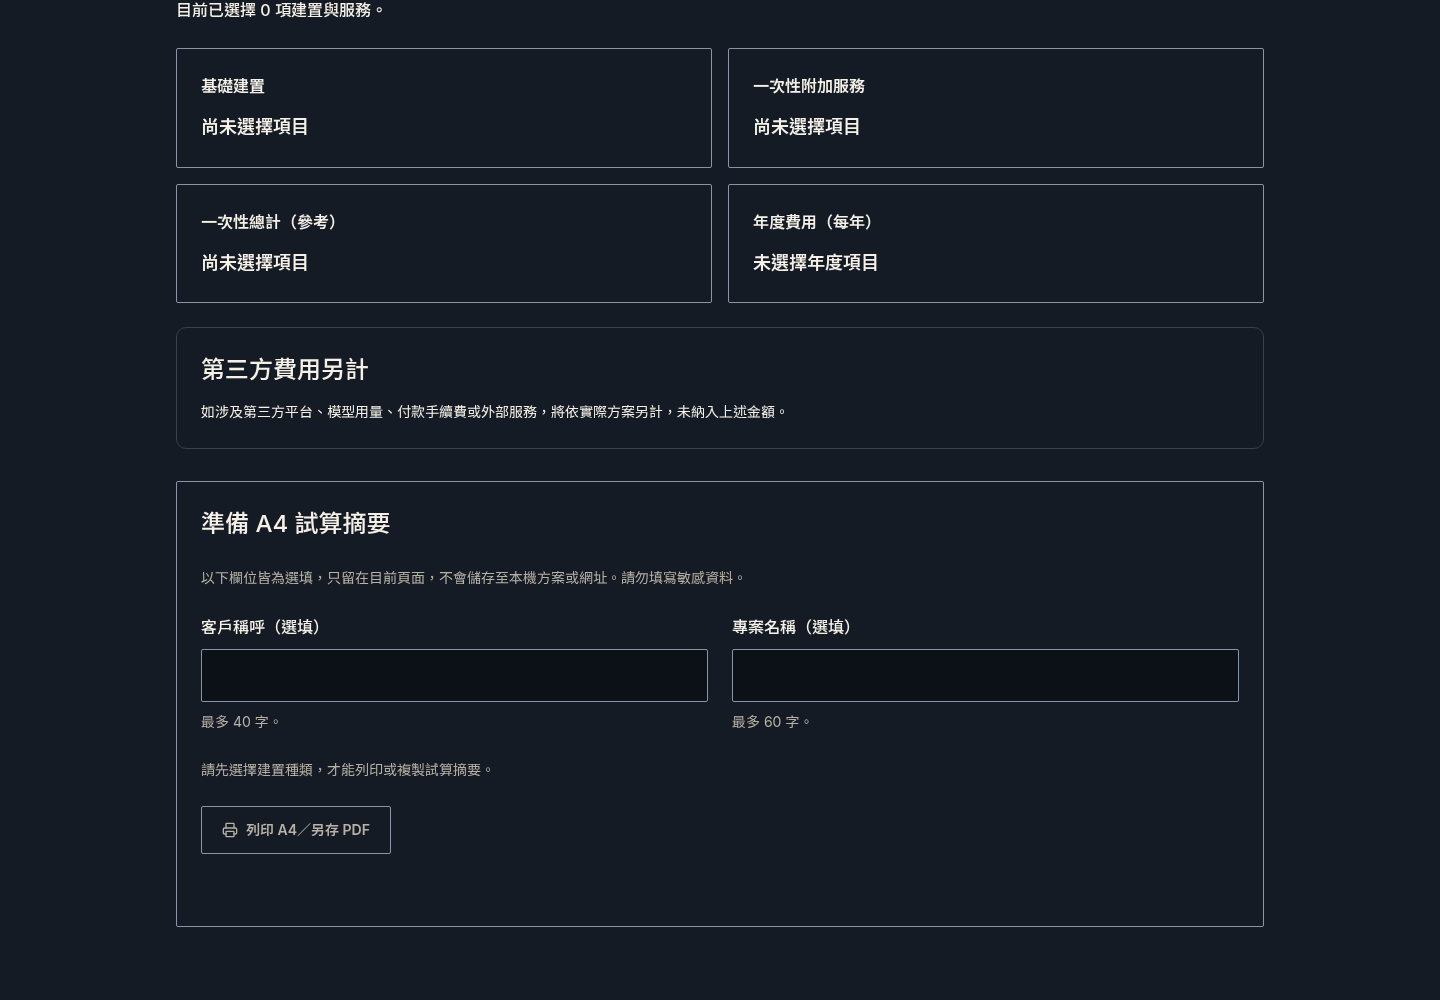 目前已選擇 0 項建置與服務。
基礎建置
尚未選擇項目
一次性附加服務
尚未選擇項目
一次性總計（參考）
尚未選擇項目
年度費用（每年）
未選擇年度項目
第三方費用另計
如涉及第三方平台、模型用量、付款手續費或外部服務，將依實際方案另計，未納入上述金額。
準備 A4 試算摘要
以下欄位皆為選填，只留在目前頁面，不會儲存至本機方案或網址。請勿填寫敏感資料。
客戶稱呼（選填）
最多 40 字。
專案名稱（選填）
最多 60 字。
請先選擇建置種類，才能列印或複製試算摘要。
列印 A4／另存 PDF